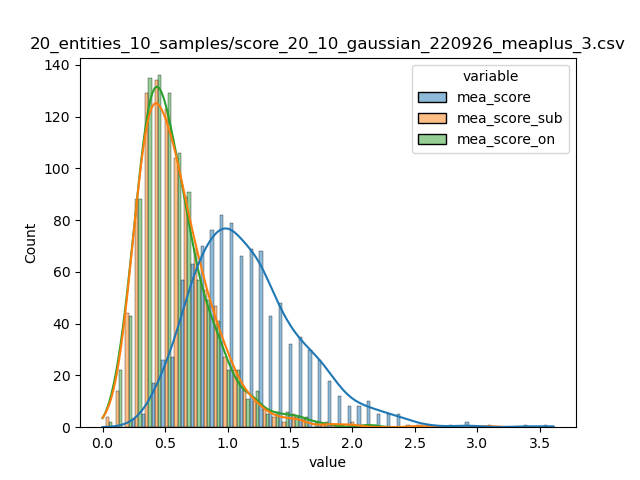 20_entities_10_samples/score_20_10_gaussian_220926_meaplus_3.csv
140
120
100
80
60
40
20
0
Count
variable
mea_score
mea_score_sub
mea_score_on
0.0 0.5 1.0 1.5 2.0 2.5 3.0 3.5
value